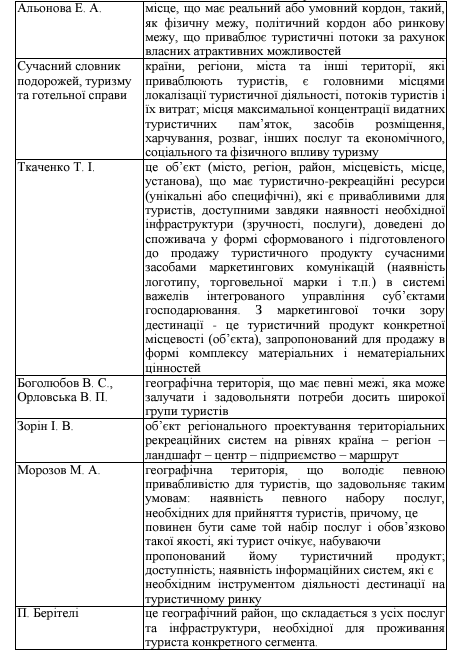 Альонова Е. А.
місце, що має реальний або умовний кордон, такий,
як фізичну межу, політичний кордон або ринкову
межу, що приваблює туристичні потоки за рахунок
власних атрактивних можливостей
Сучасний словник
подорожей, туризму
та готельної справи
країни, регіони, міста та інші території, які
приваблюють туристів, є головними місцями
локалізації туристичної діяльності, потоків туристів і
їх витрат; місця максимальної концентрації видатних
туристичних пам’яток, засобів розміщення,
харчування, розваг, інших послуг та економічного,
соціального та фізичного впливу туризму
Ткаченко Т. І.
це об’єкт (місто, регіон, район, місцевість, місце,
установа), що має туристично-рекреаційні ресурси
(унікальні або специфічні), які є привабливими для
туристів, доступними завдяки наявності необхідної
інфраструктури (зручності, послуги), доведені до
споживача у формі сформованого і підготовленого
до продажу туристичного продукту сучасними
засобами маркетингових комунікацій (наявність
логотипу, торговельної марки і т.п.) в системі
важелів інтегрованого управління суб’єктами
господарювання. З маркетингової точки зору
дестинації - це туристичний продукт конкретної
місцевості (об’єкта), запропонований для продажу в
формі комплексу матеріальних і нематеріальних
цінностей
Боголюбов В. С.,
Орловська В. П.
географічна територія, що має певні межі, яка може
залучати і задовольняти потреби досить широкої
групи туристів
Зорін І. В.
об’єкт регіонального проектування територіальних
рекреаційних систем на рівнях країна – регіон –
ландшафт – центр – підприємство – маршрут
Морозов М. А.
географічна територія, що володіє певною
привабливістю для туристів, що задовольняє таким
умовам: наявність певного набору послуг,
необхідних для прийняття туристів, причому, це
повинен бути саме той набір послуг і обов’язково
такої якості, які турист очікує, набуваючи
пропонований йому туристичний продукт;
доступність; наявність інформаційних систем, які є
необхідним інструментом діяльності дестинації на
туристичному ринку
П. Берітелі
це географічний район, що складається з усіх послуг
та інфраструктури, необхідної для проживання
туриста конкретного сегмента.